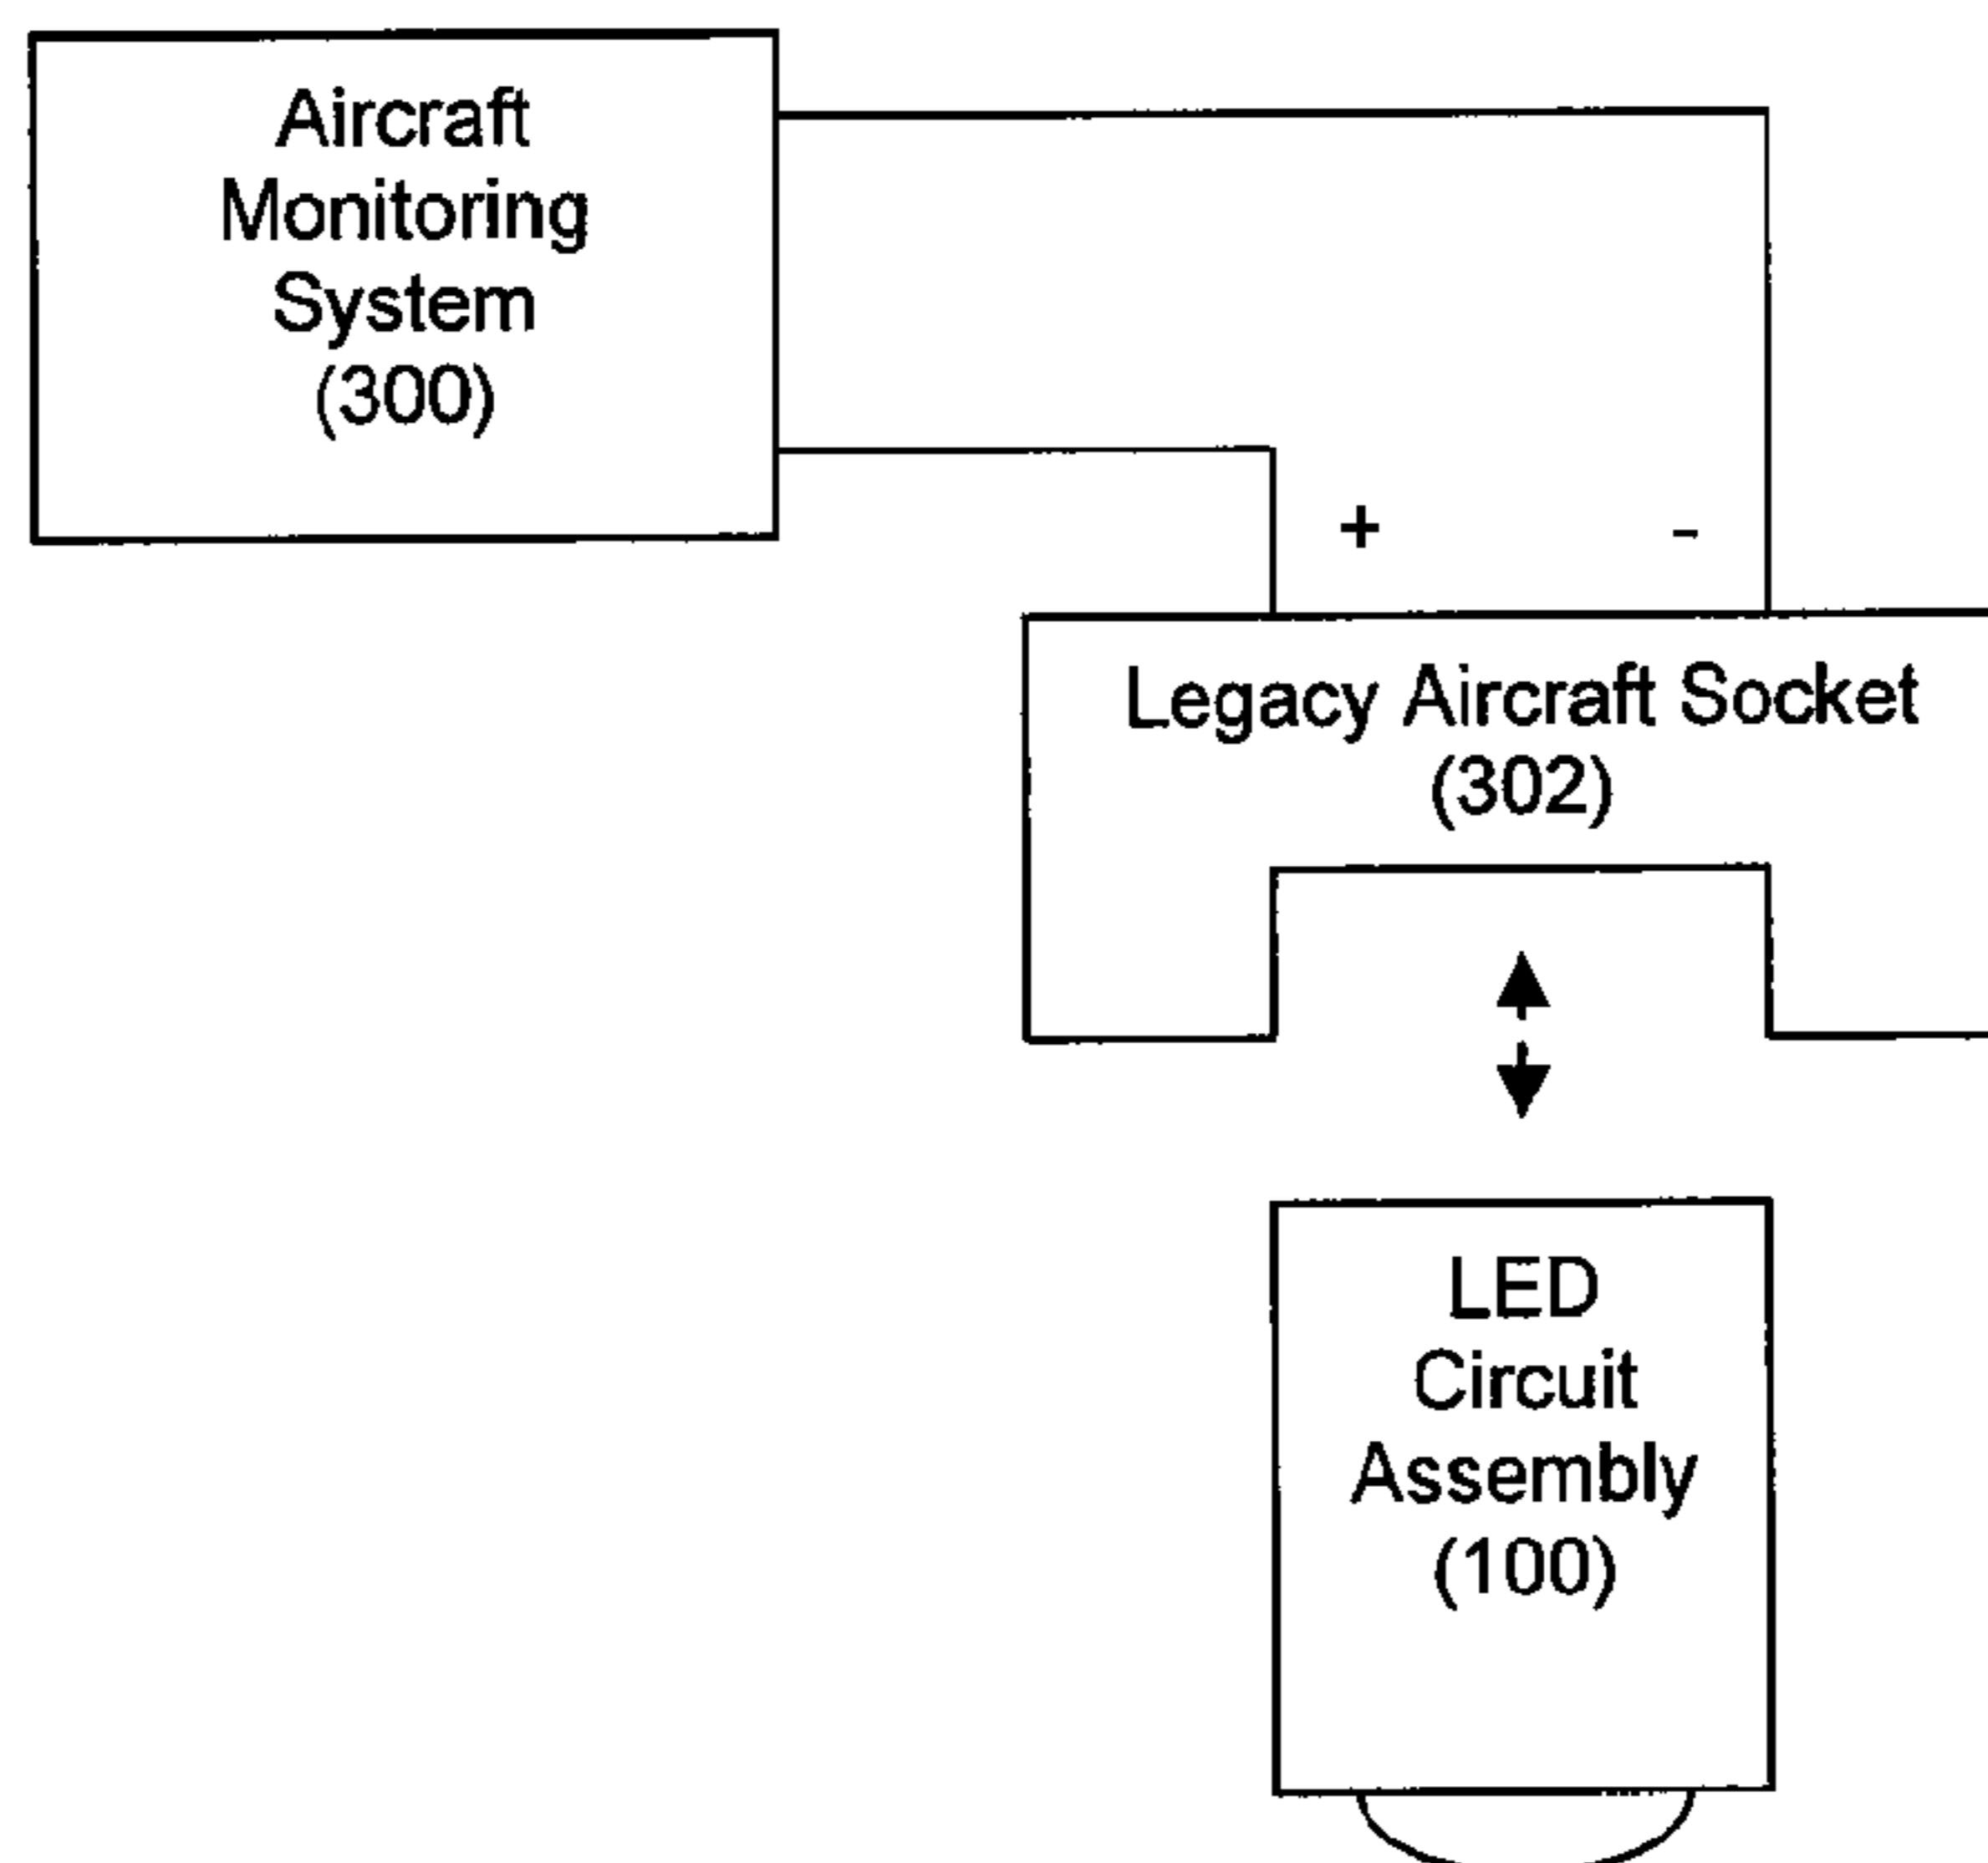 Aircraft
Monitoring
System
(300)
+ -
Legacy Aircraft Socket
(302)
LED
Circuit
Assembly
(100)